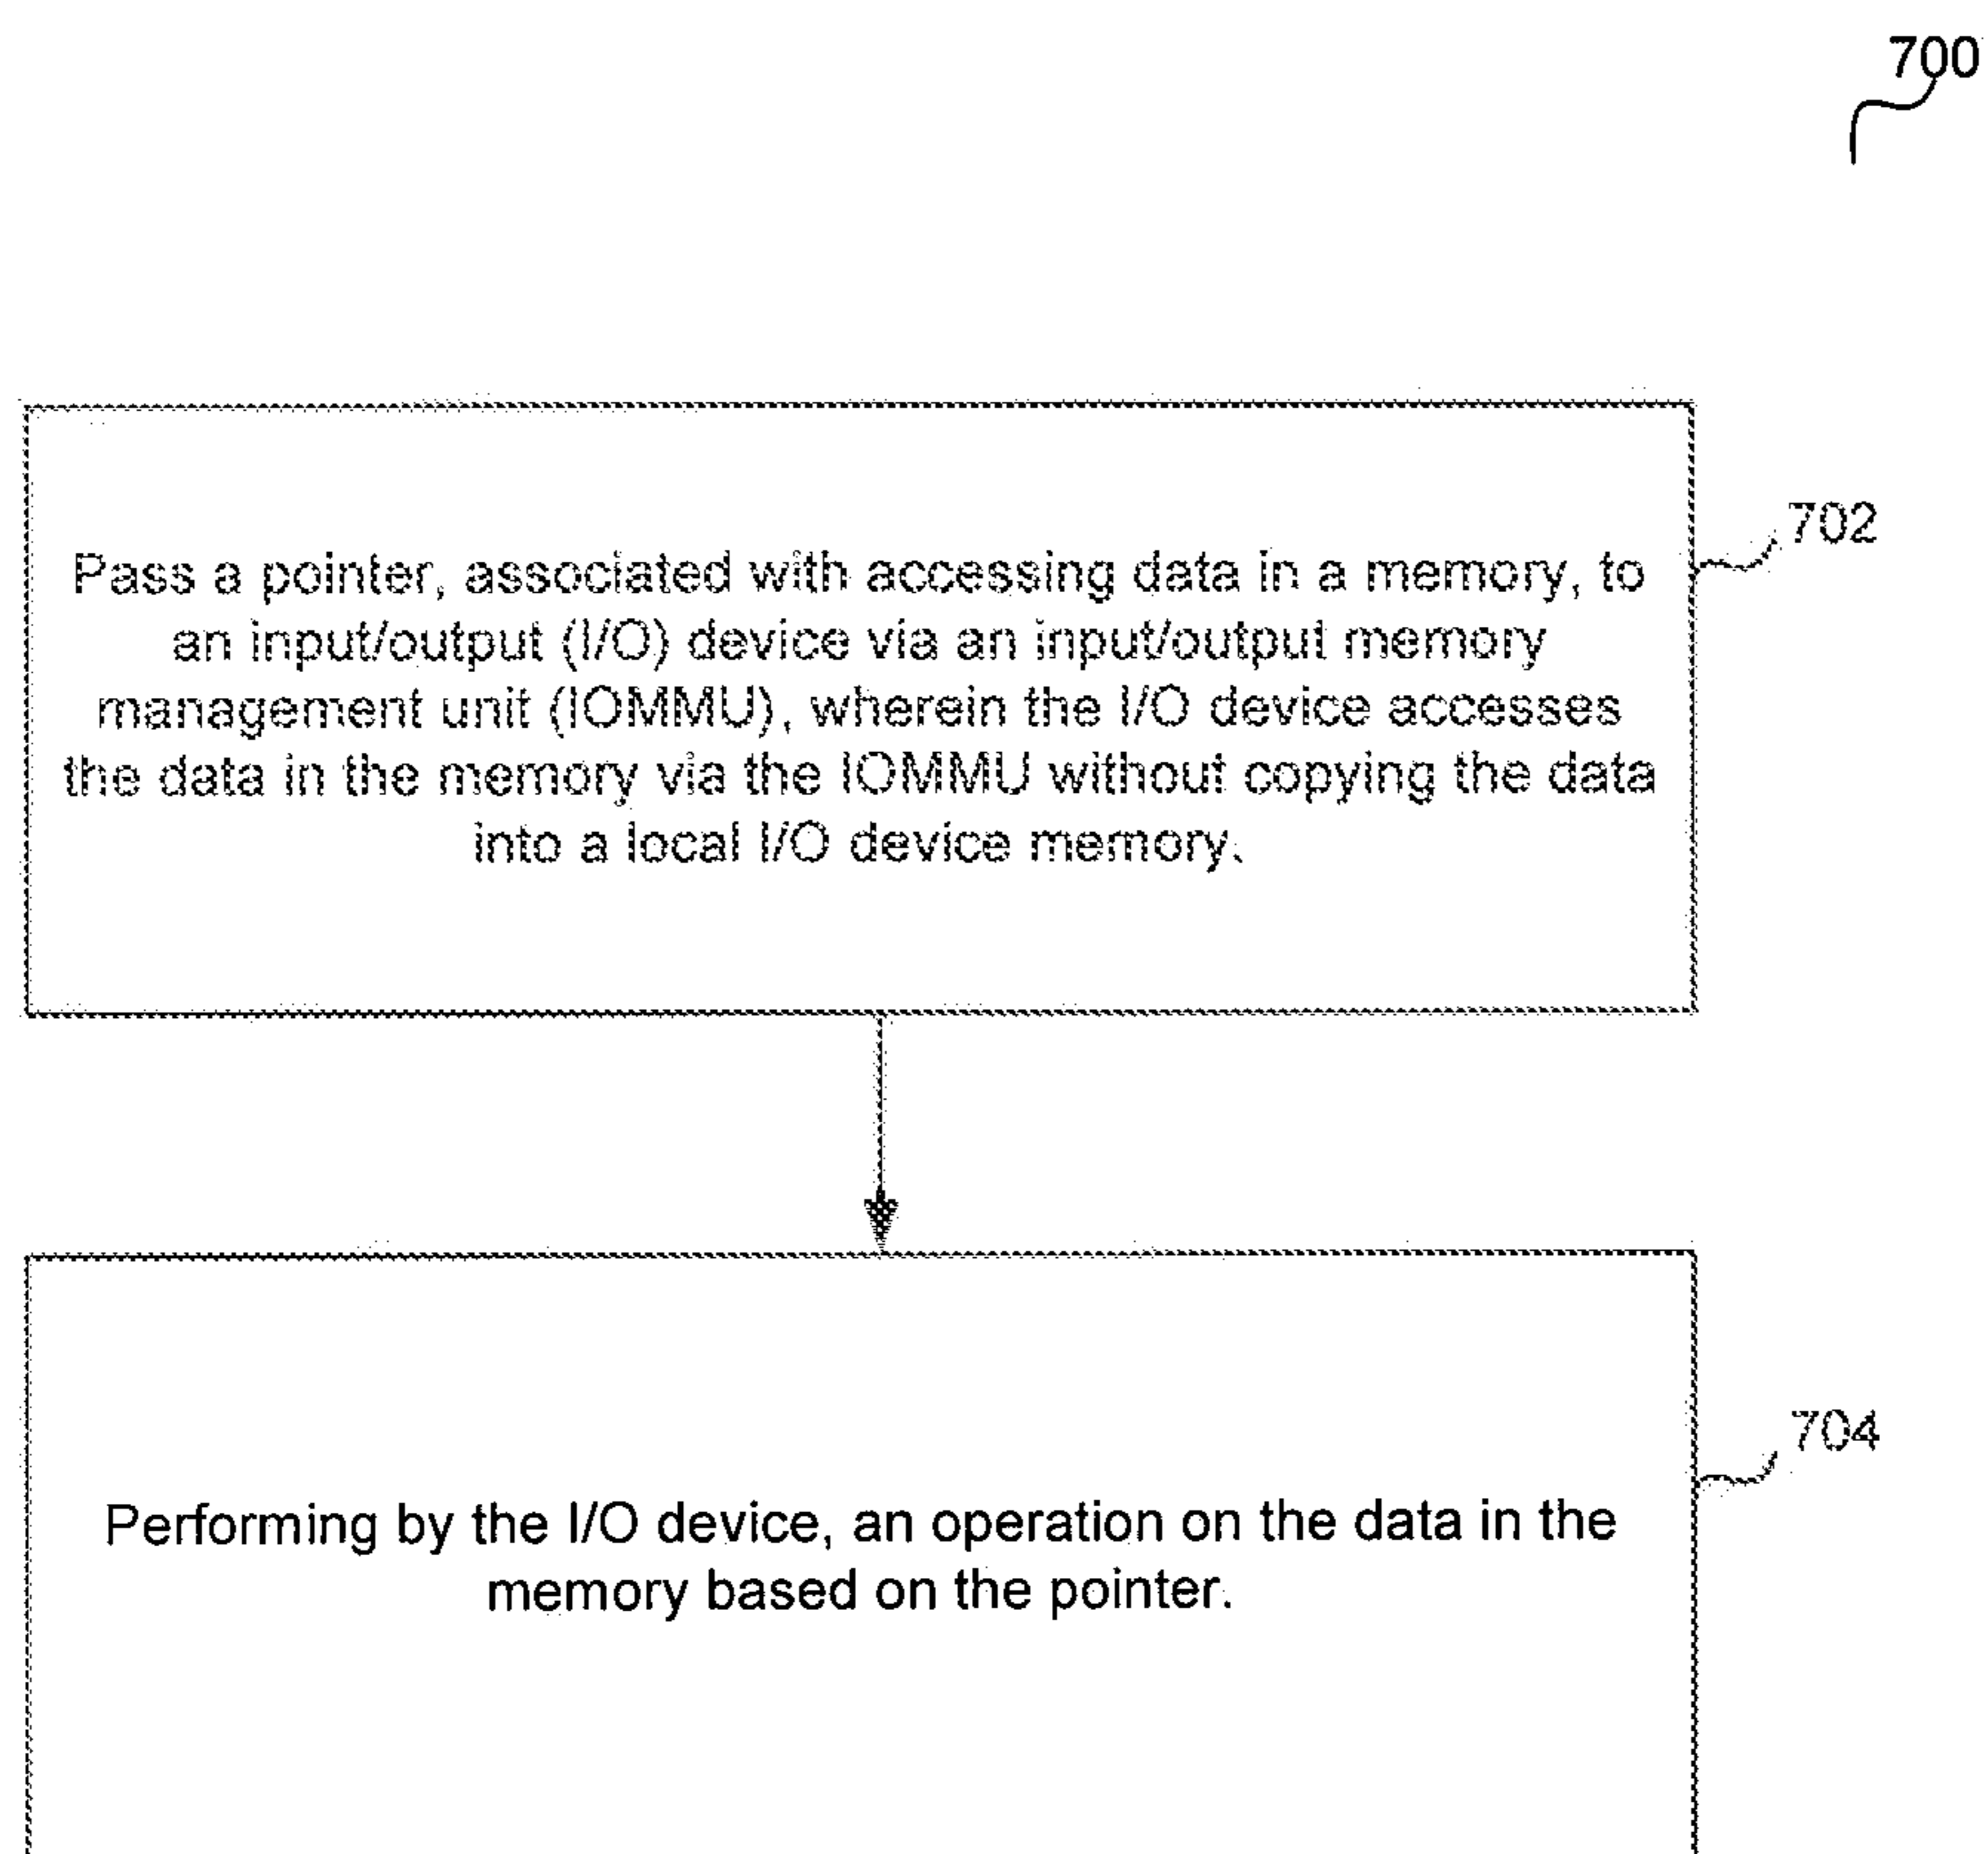 700
702
Pass a pointer, associated with accessing data in a memory, to
an input/output (I/O) device via an input/output memory
management unit (IOMMU), wherein the I/O device accesses
the data in the memory via the IOMMU without copying the data
into a local I/O device memory.
704
Performing by the I/O device, an operation on the data in the
memory based on the pointer.